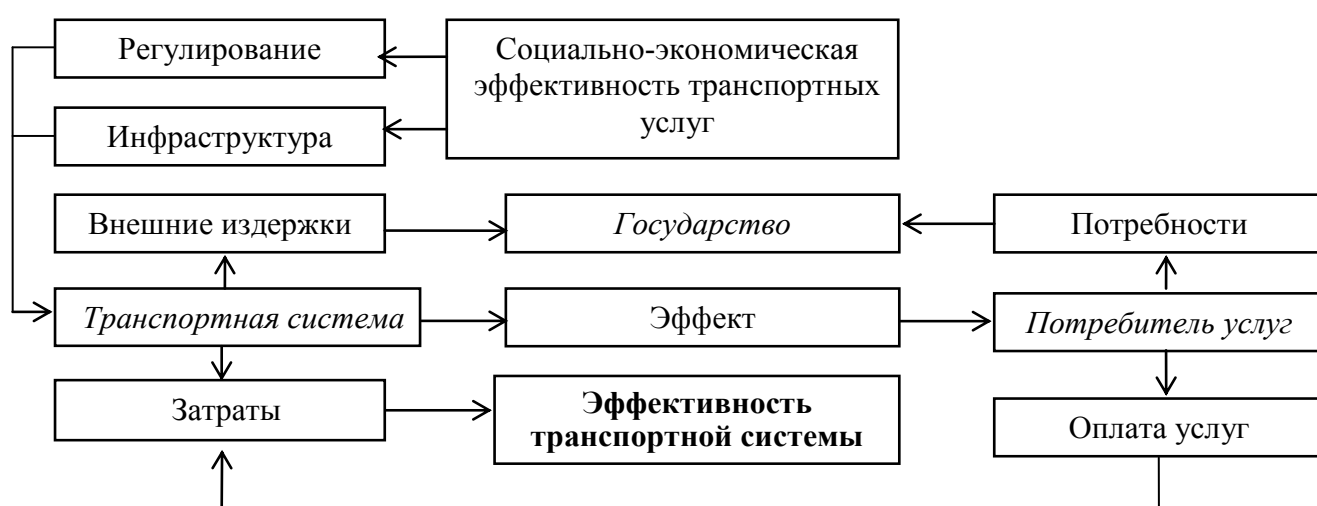 Регулирование
Социально-экономическая
эффективность транспортных
услуг
Инфраструктура
Внешние издержки
Государство
Потребности
Транспортная система
Эффект
Потребитель услуг
Затраты
Эффективность
транспортной системы
Оплата услуг